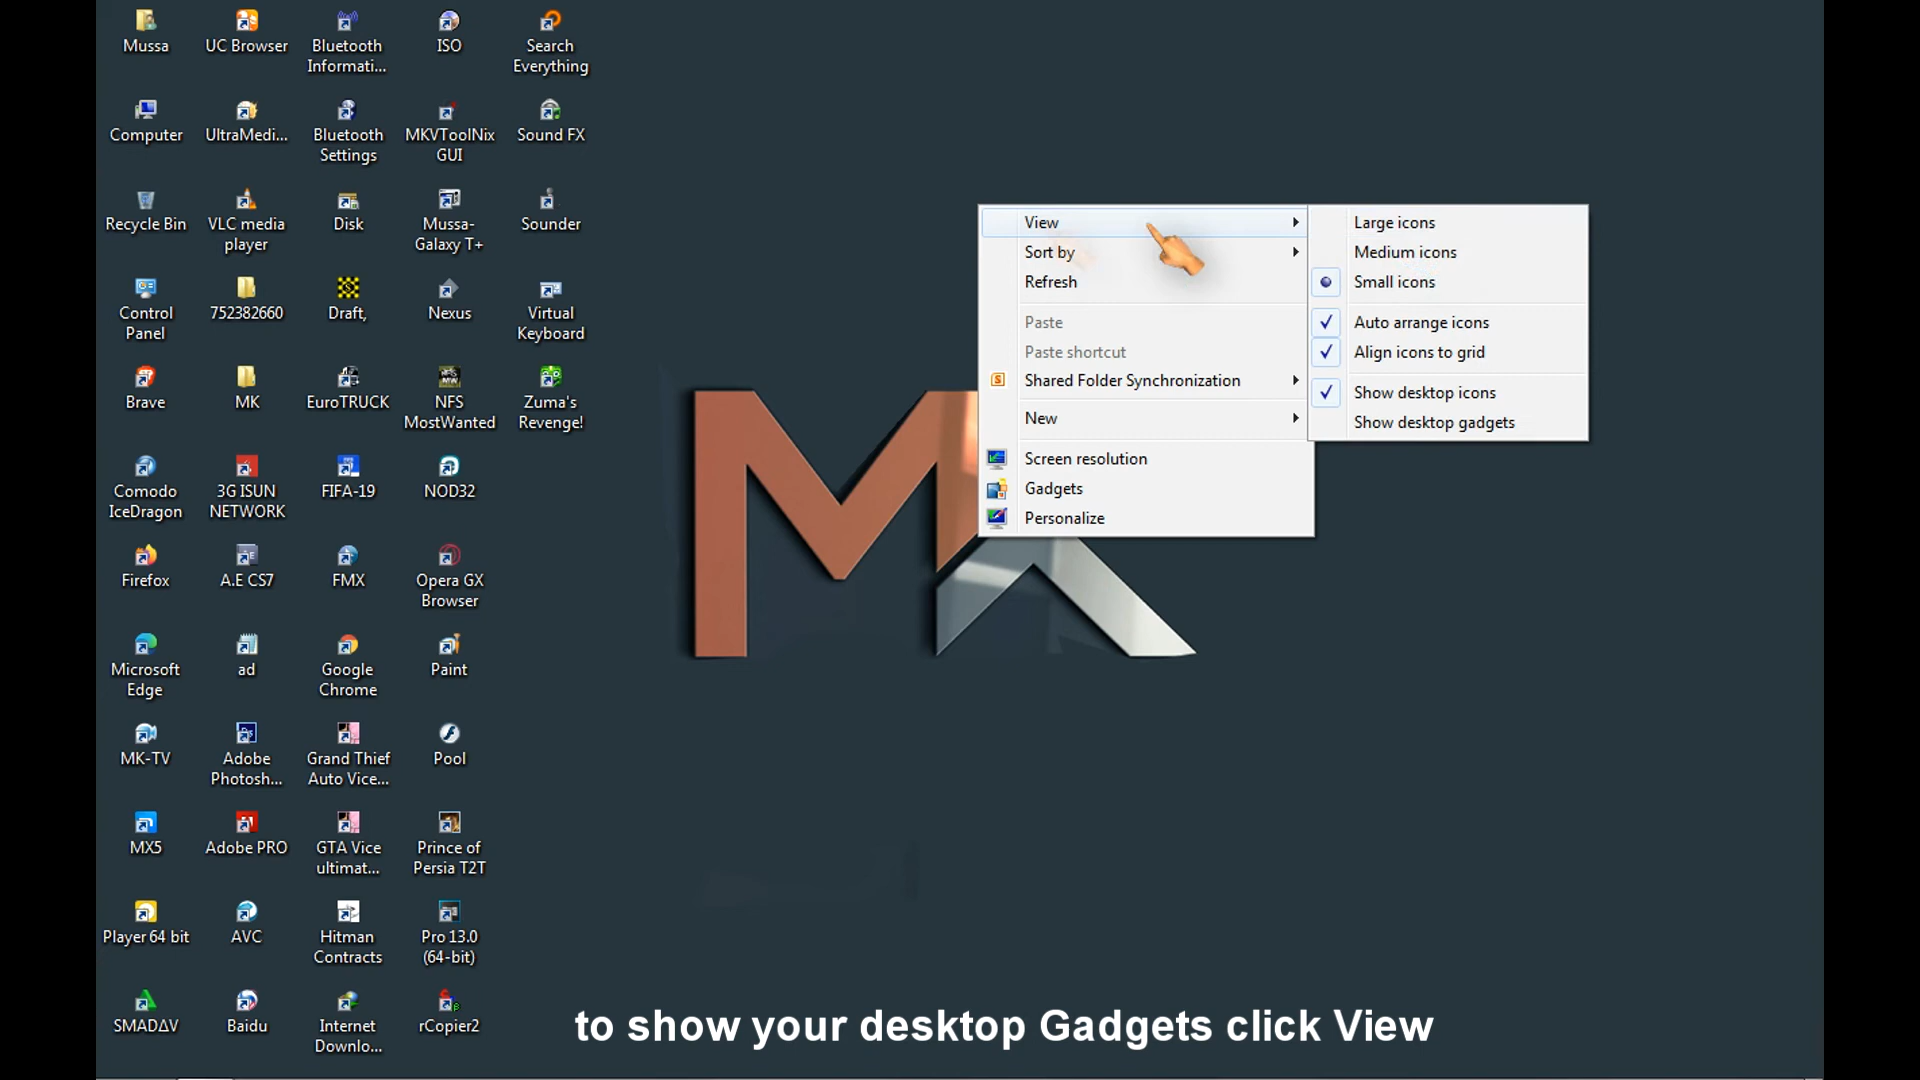 Mussa
UC Browser
Bluetooth
Informati...
ISO
Search
Everything
Computer
UltraMedi...
Bluetooth
Settings
MKVToolNix
GUI
Sound FX
Recycle Bin
VLC media
player
Disk
Mussa-
Galaxy T+
Sounder
Control
Panel
752382660
Draft,
Nexus
Virtual
Keyboard
Brave
MK
EuroTRUCK
NFS
MostWanted
Zuma's
Revenge!
Comodo
IceDragon
3G ISUN
NETWORK
FIFA-19
NOD32
Firefox
A.E CS7
FMX
Opera GX
Browser
Microsoft
Edge
ad
Google
Chrome
Paint
MK-TV
Adobe
Photosh...
Grand Thief
Auto Vice...
Pool
MX5
Adobe PRO
GTA Vice
ultimat...
Prince of
Persia T2T
Player 64 bit
AVC
Hitman
Contracts
Pro 13.0
(64-bit)
SMADΔV
Baidu
Internet
Downlo...
rCopier2
View
Sort by
Refresh
Paste
Paste shortcut
Shared Folder Synchronization
New
Screen resolution
Gadgets
Personalize
Large icons
Medium icons
Small icons
Auto arrange icons
Align icons to grid
Show desktop icons
Show desktop gadgets
MK
to show your desktop Gadgets click View